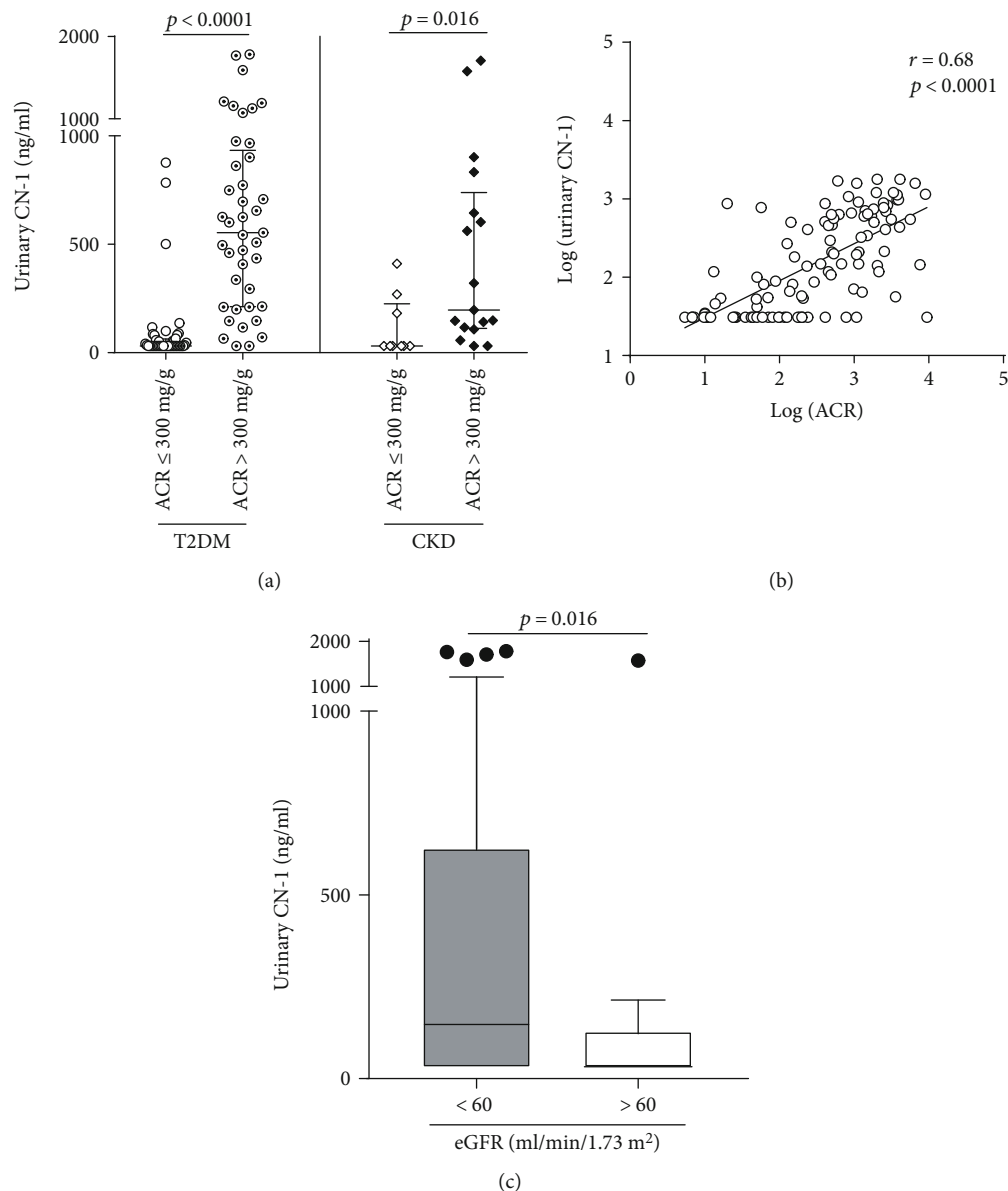 p < 0.0001
p = 0.016
2000
1000
1000
500
0
Urinary CN-1 (ng/ml)
ACR ≤ 300 mg/g
ACR > 300 mg/g
ACR ≤ 300 mg/g
ACR > 300 mg/g
T2DM
CKD
(a)
5
4
3
2
1
Log (urinary CN-1)
r = 0.68
p < 0.0001
0
1
2
3
4
5
Log (ACR)
(b)
p = 0.016
2000
1000
1000
500
0
Urinary CN-1 (ng/ml)
< 60
> 60
eGFR (ml/min/1.73 m²)
(c)